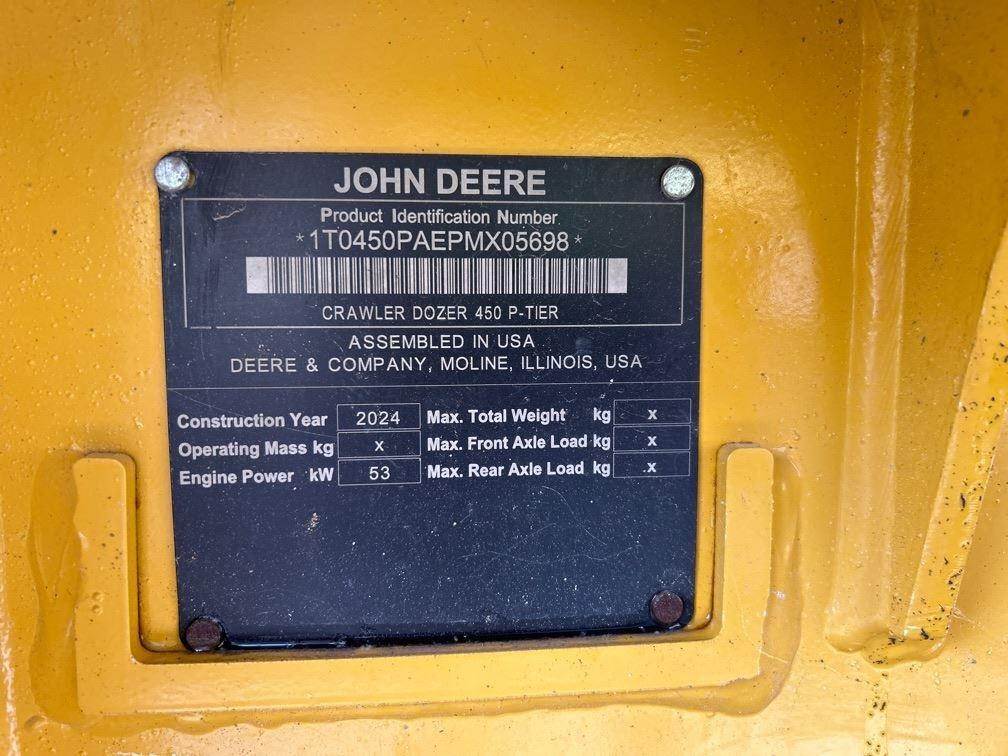 JOHN DEERE
Product Identification Number
*1T0450PAEPMX05698*
CRAWLER DOZER 450 P-TIER
ASSEMBLED IN USA
DEERE & COMPANY, MOLINE, ILLINOIS, USA
Construction Year 2024 Max. Total Weight kg x
Operating Mass kg x Max. Front Axle Load kg x
Engine Power kW 53 Max. Rear Axle Load kg x